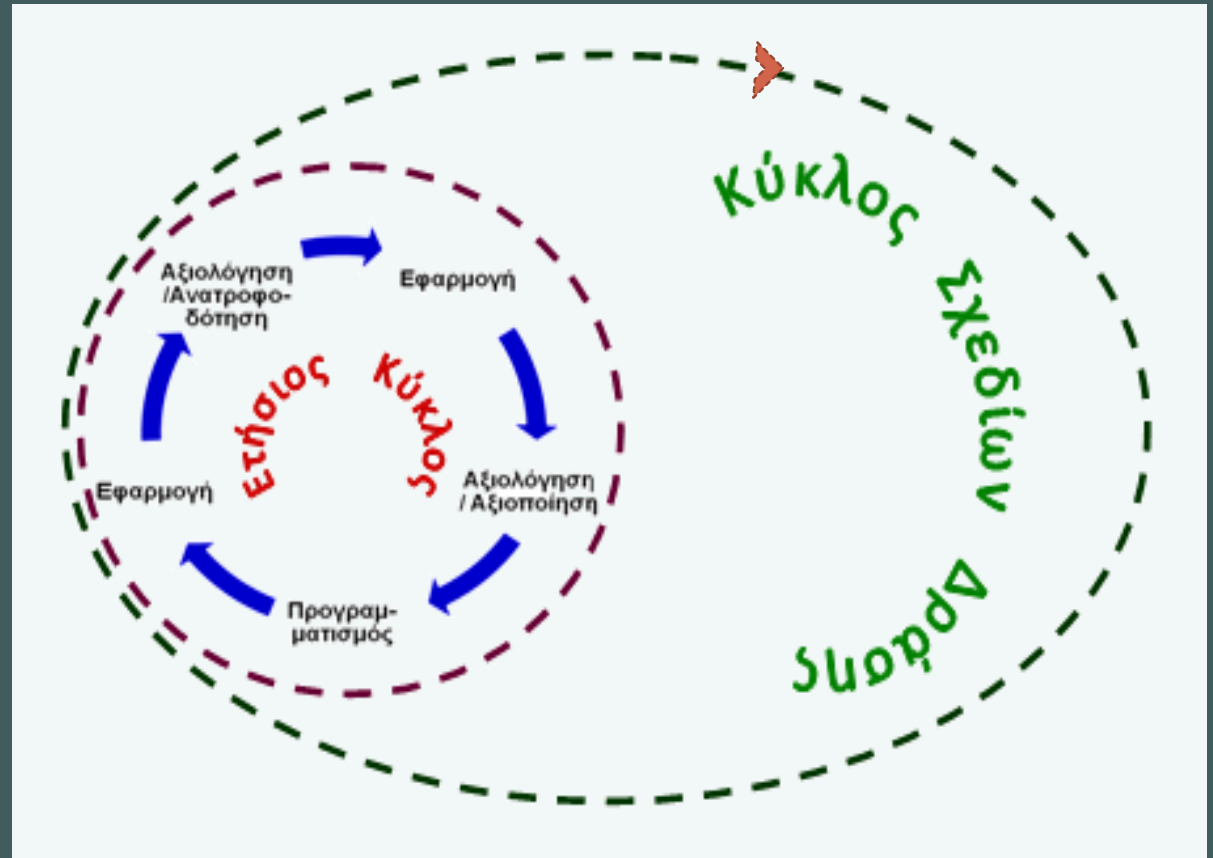 Κύκλος Σχεδίων Δράσης
Αξιολόγηση
/Ανατροφο-
δότηση
Εφαρμογή
Ετήσιος Κύκλος
Αξιολόγηση
/ Αξιοποίηση
Εφαρμογή
Προγραμ-
ματισμός